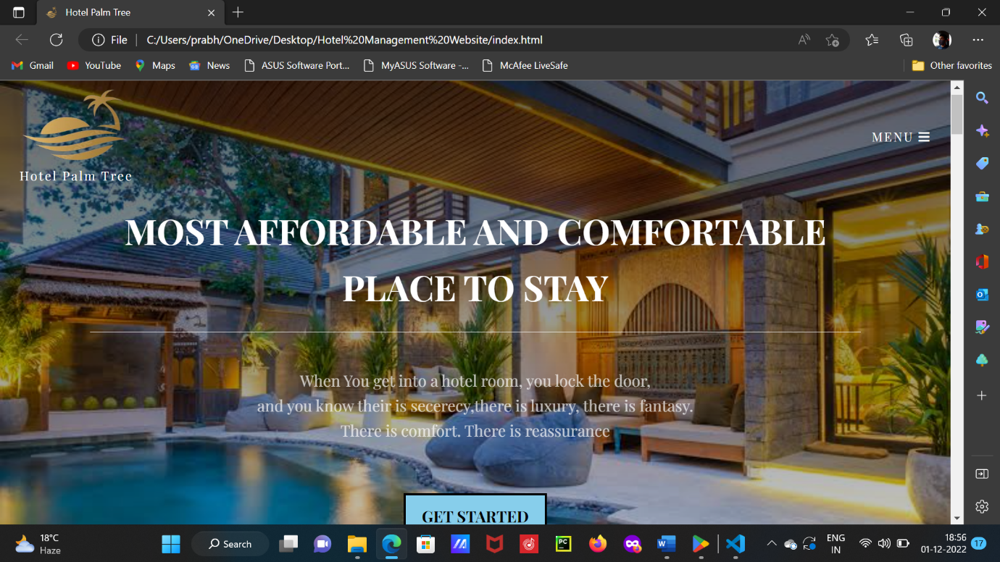 Hotel Palm Tree
File
C:/Users/prabh/OneDrive/Desktop/Hotel%20Management%20Website/index.html
Gmail
YouTube
Maps
News
ASUS Software Port...
MyASUS Software -...
McAfee LiveSafe
Other favorites
MENU
Hotel Palm Tree
MOST AFFORDABLE AND COMFORTABLE
PLACE TO STAY
When You get into a hotel room, you lock the door,
and you know their is secerecy,there is luxury, there is fantasy.
There is comfort. There is reassurance
GET STARTED
18°C
Haze
Search
ENG
IN
18:56
01-12-2022
17